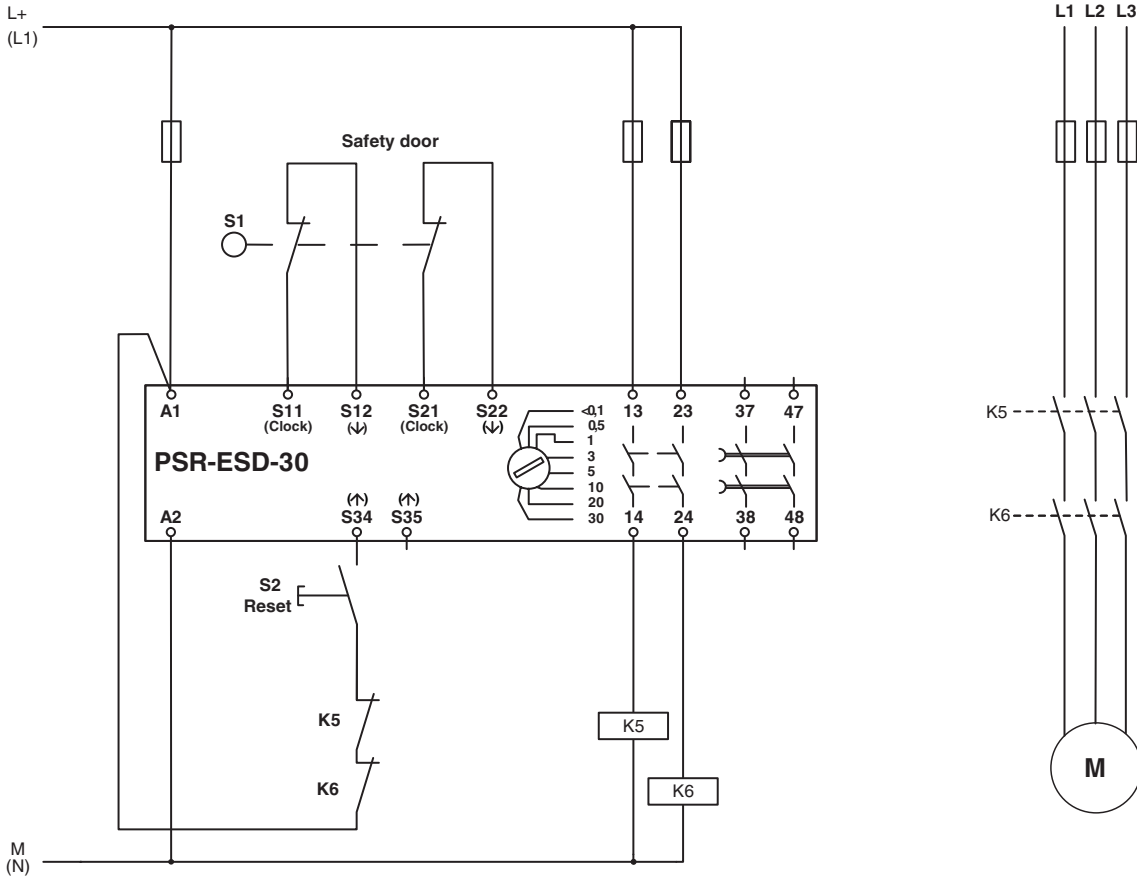 L+
(L1)
L1 L2 L3
Safety door
S1
A1 S11 S12 S21 S22 <0,1 13 23 37 47
(Clock) (↓) (Clock) (↓)
0,5
1
3
5
10
20
30
PSR-ESD-30
(↑) (↑)
A2 S34 S35 14 24 38 48
K5
K6
S2
Reset
K5
K6
K5
K6
M
M
(N)